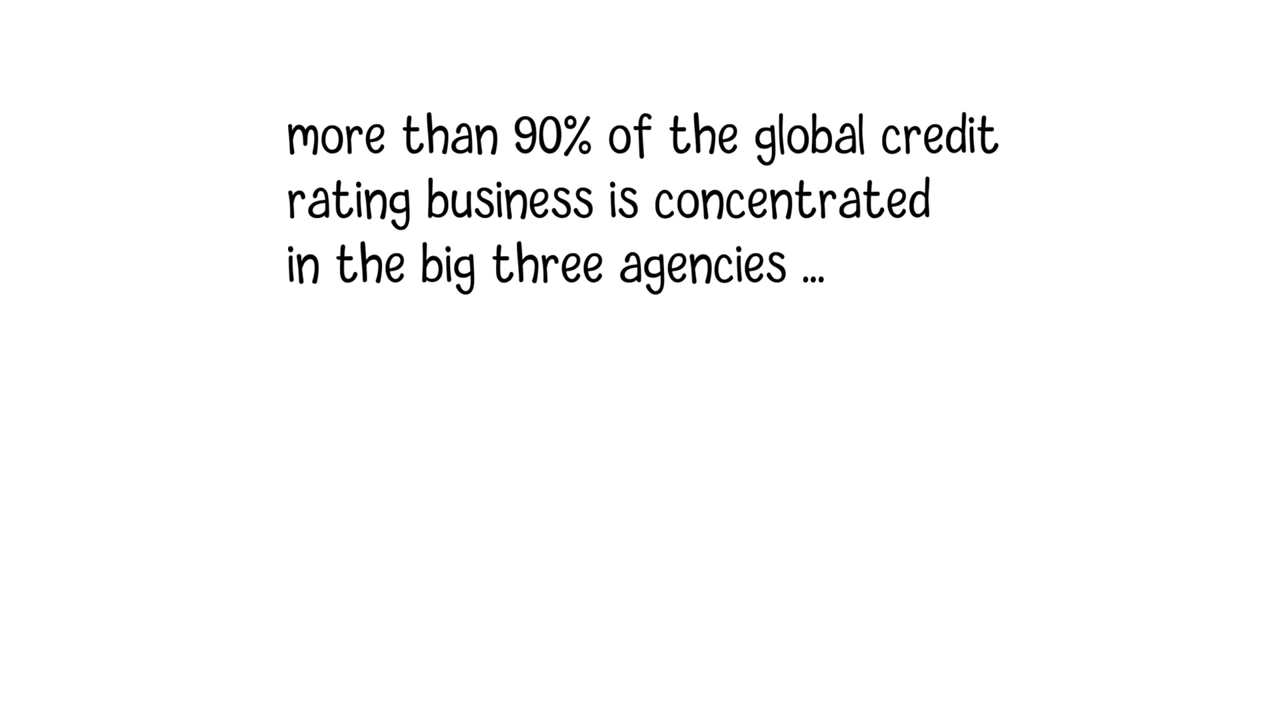 more than 90% of the global credit
rating business is concentrated
in the big three agencies ...